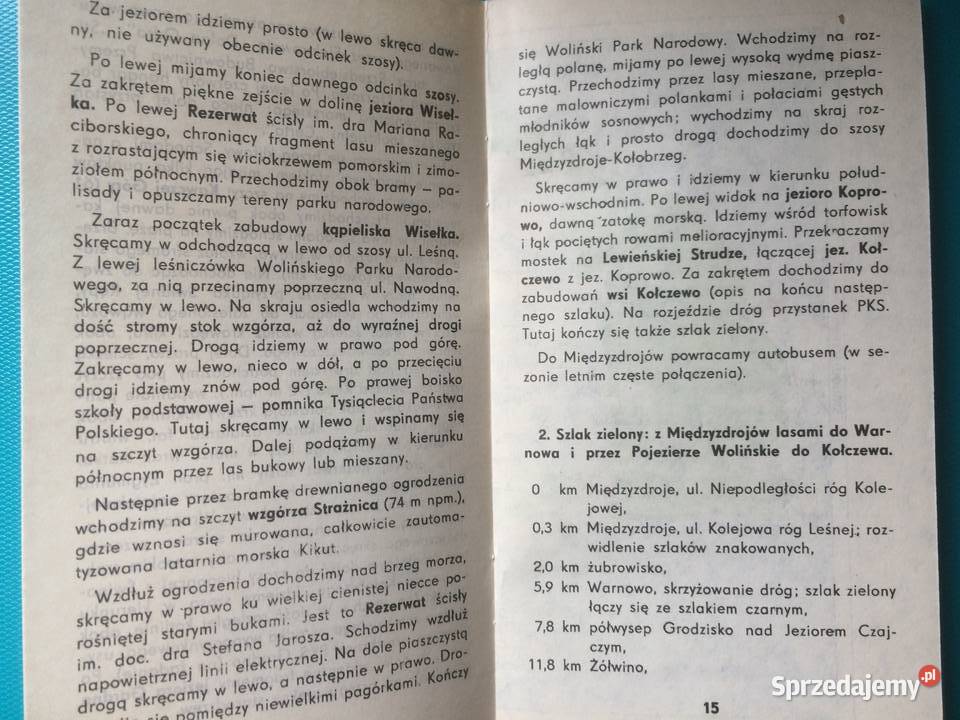 Za jeziorem idziemy prosto (w lewo skręca daw-
ny, nie używany obecnie odcinek szosy).
Po lewej mijamy koniec dawnego odcinka szosy.
Za zakrętem piękne zejście w dolinę jeziora Wiseł-
ka. Po lewej Rezerwat ścisły im. dra Mariana Ra-
ciborskiego, chroniący fragment lasu mieszanego
z rozrastającym się wiciokrzewem pomorskim i zimo-
ziołem północnym. Przechodzimy obok bramy – pa-
lisady i opuszczamy tereny parku narodowego.
Zaraz początek zabudowy kąpieliska Wisełka.
Skręcamy w odchodzącą w lewo od szosy ul. Leśną.
Z lewej leśniczówka Wolińskiego Parku Narodo-
wego, za nią przecinamy poprzeczną ul. Nawodną.
Skręcamy w lewo. Na skraju osiedla wchodzimy na
dość stromy stok wzgórza, aż do wyraźnej drogi
poprzecznej. Drogą idziemy w prawo pod górę.
Zakręcamy w lewo, nieco w dół, a po przecięciu
drogi idziemy znów pod górę. Po prawej boisko
szkoły podstawowej – pomnika Tysiąclecia Państwa
Polskiego. Tutaj skręcamy w lewo i wspinamy się
na szczyt wzgórza. Dalej podążamy w kierunku
północnym przez las bukowy lub mieszany.
Następnie przez bramkę drewnianego ogrodzenia
wchodzimy na szczyt wzgórza Strażnica (74 m npm.),
gdzie wznosi się murowana, całkowicie zautoma-
tyzowana latarnia morska Kikut.
Wzdłuż ogrodzenia dochodzimy nad brzeg morza,
skręcamy w prawo ku wielkiej cienistej niecce po-
rośniętej starymi bukami. Jest to Rezerwat ścisły
im. doc. dra Stefana Jarosza. Schodzimy wzdłuż
napowietrznej linii elektrycznej. Na dole piaszczystą
drogą skręcamy w lewo, a następnie w prawo. Dro-
się pomiędzy niewielkimi pagórkami. Kończy
się Woliński Park Narodowy. Wchodzimy na roz-
ległą polanę, mijamy po lewej wysoką wydmę piasz-
czystą. Przechodzimy przez lasy mieszane, przepla-
tane malowniczymi polankami i połaciami gęstych
rozmłodników sosnowych; wychodzimy na skraj roz-
ległych łąk i prosto drogą dochodzimy do szosy
Międzyzdroje-Kołobrzeg.
Skręcamy w prawo i idziemy w kierunku połud-
niowo-wschodnim. Po lewej widok na jezioro Kopro-
wo, dawną zatokę morską. Idziemy wśród torfowisk
i łąk pociętych rowami melioracyjnymi. Przekraczamy
mostek na Lewieńskiej Strudze, łączącej jez. Koł-
czewo z jez. Koprowo. Za zakrętem dochodzimy do
zabudowań wsi Kołczewo (opis na końcu następ-
nego szlaku). Na rozjeździe dróg przystanek PKS.
Tutaj kończy się także szlak zielony.
Do Międzyzdrojów powracamy autobusem (w se-
zonie letnim częste połączenia).
2. Szlak zielony: z Międzyzdrojów lasami do War-
nowa i przez Pojezierze Wolińskie do Kołczewa.
0 km Międzyzdroje, ul. Niepodległości róg Kole-
jowej,
0,3 km Międzyzdroje, ul. Kolejowa róg Leśnej; roz-
widlenie szlaków znakowanych,
2,0 km żubrowisko,
5,9 km Warnowo, skrzyżowanie dróg; szlak zielony
łączy się ze szlakiem czarnym,
7,8 km półwysep Grodzisko nad Jeziorem Czaj-
czym,
11,8 km Żółwino,
15
Sprzedajemy.pl